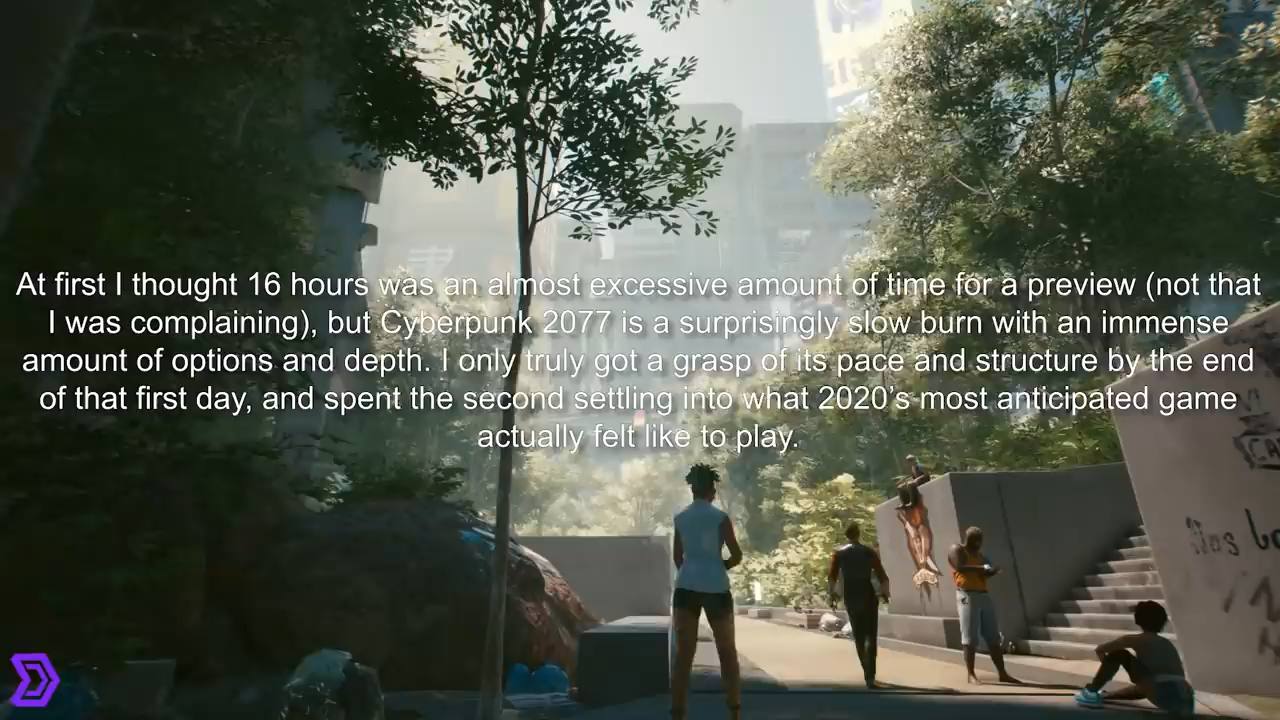 At first I thought 16 hours was an almost excessive amount of time for a preview (not that
I was complaining), but Cyberpunk 2077 is a surprisingly slow burn with an immense
amount of options and depth. I only truly got a grasp of its pace and structure by the end
of that first day, and spent the second settling into what 2020’s most anticipated game
actually felt like to play.